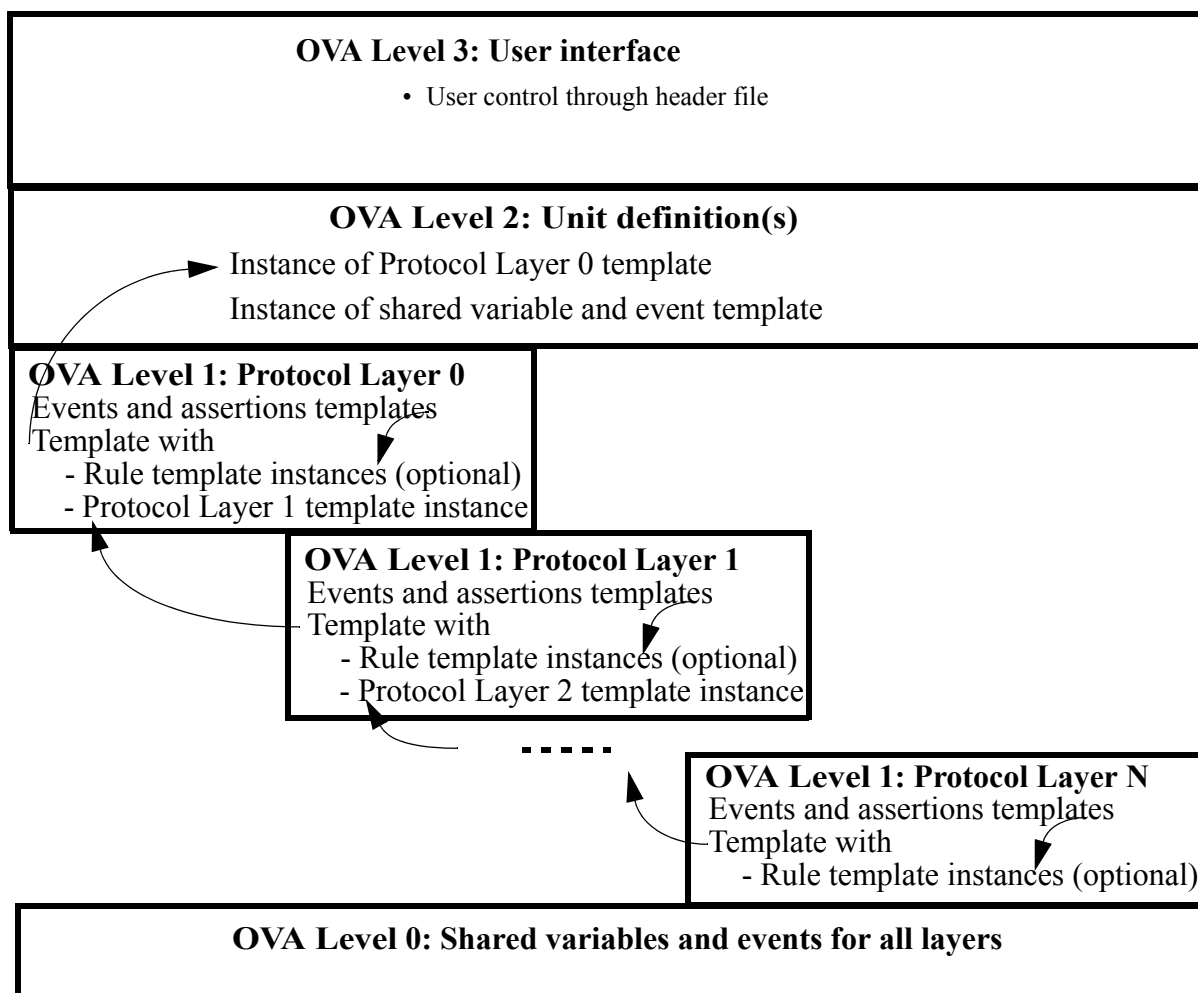 OVA Level 3: User interface
• User control through header file
OVA Level 2: Unit definition(s)
Instance of Protocol Layer 0 template
Instance of shared variable and event template
OVA Level 1: Protocol Layer 0
Events and assertions templates
Template with
- Rule template instances (optional)
- Protocol Layer 1 template instance
OVA Level 1: Protocol Layer 1
Events and assertions templates
Template with
- Rule template instances (optional)
- Protocol Layer 2 template instance
OVA Level 1: Protocol Layer N
Events and assertions templates
Template with
- Rule template instances (optional)
OVA Level 0: Shared variables and events for all layers